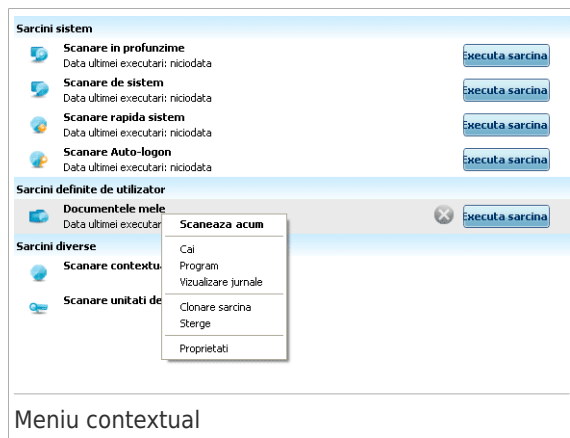 Sarcini sistem
Scanare in profunzime
Data ultimei executari: niciodata
Executa sarcina
Scanare de sistem
Data ultimei executari: niciodata
Executa sarcina
Scanare rapida sistem
Data ultimei executari: niciodata
Executa sarcina
Scanare Auto-logon
Data ultimei executari: niciodata
Executa sarcina
Sarcini definite de utilizator
Documentele mele
Data ultimei executar
Executa sarcina
Scaneaza acum
Cai
Program
Vizualizare jurnale
Clonare sarcina
Sterge
Proprietati
Sarcini diverse
Scanare contextu
Scanare unitati de
Meniu contextual